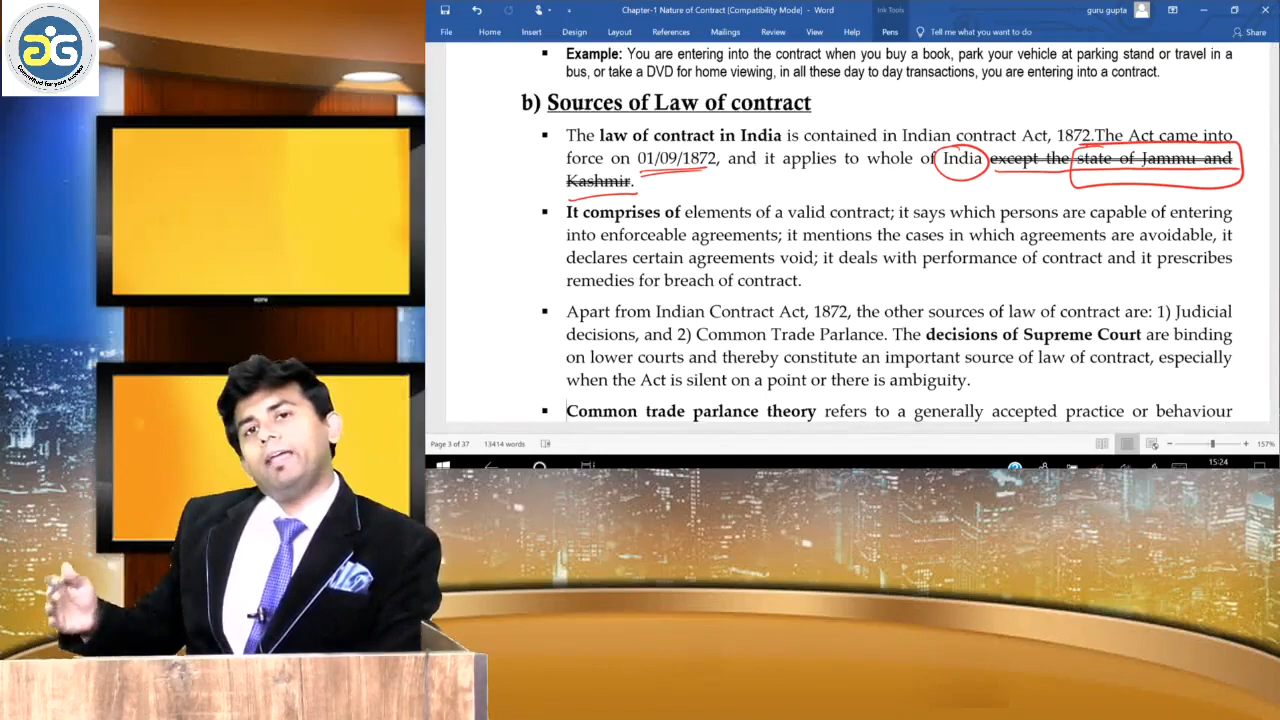 Chapter-1 Nature of Contract [Compatibility Mode] - Word
Ink Tools
guru gupta
File Home Insert Design Layout References Mailings Review View Help Pens Tell me what you want to do Share
▪ Example: You are entering into the contract when you buy a book, park your vehicle at parking stand or travel in a
bus, or take a DVD for home viewing, in all these day to day transactions, you are entering into a contract.
b) Sources of Law of contract
▪ The law of contract in India is contained in Indian contract Act, 1872.The Act came into
force on 01/09/1872, and it applies to whole of India except the state of Jammu and
Kashmir.
▪ It comprises of elements of a valid contract; it says which persons are capable of entering
into enforceable agreements; it mentions the cases in which agreements are avoidable, it
declares certain agreements void; it deals with performance of contract and it prescribes
remedies for breach of contract.
▪ Apart from Indian Contract Act, 1872, the other sources of law of contract are: 1) Judicial
decisions, and 2) Common Trade Parlance. The decisions of Supreme Court are binding
on lower courts and thereby constitute an important source of law of contract, especially
when the Act is silent on a point or there is ambiguity.
▪ Common trade parlance theory refers to a generally accepted practice or behaviour
Page 3 of 37 13414 words 157%
15:24